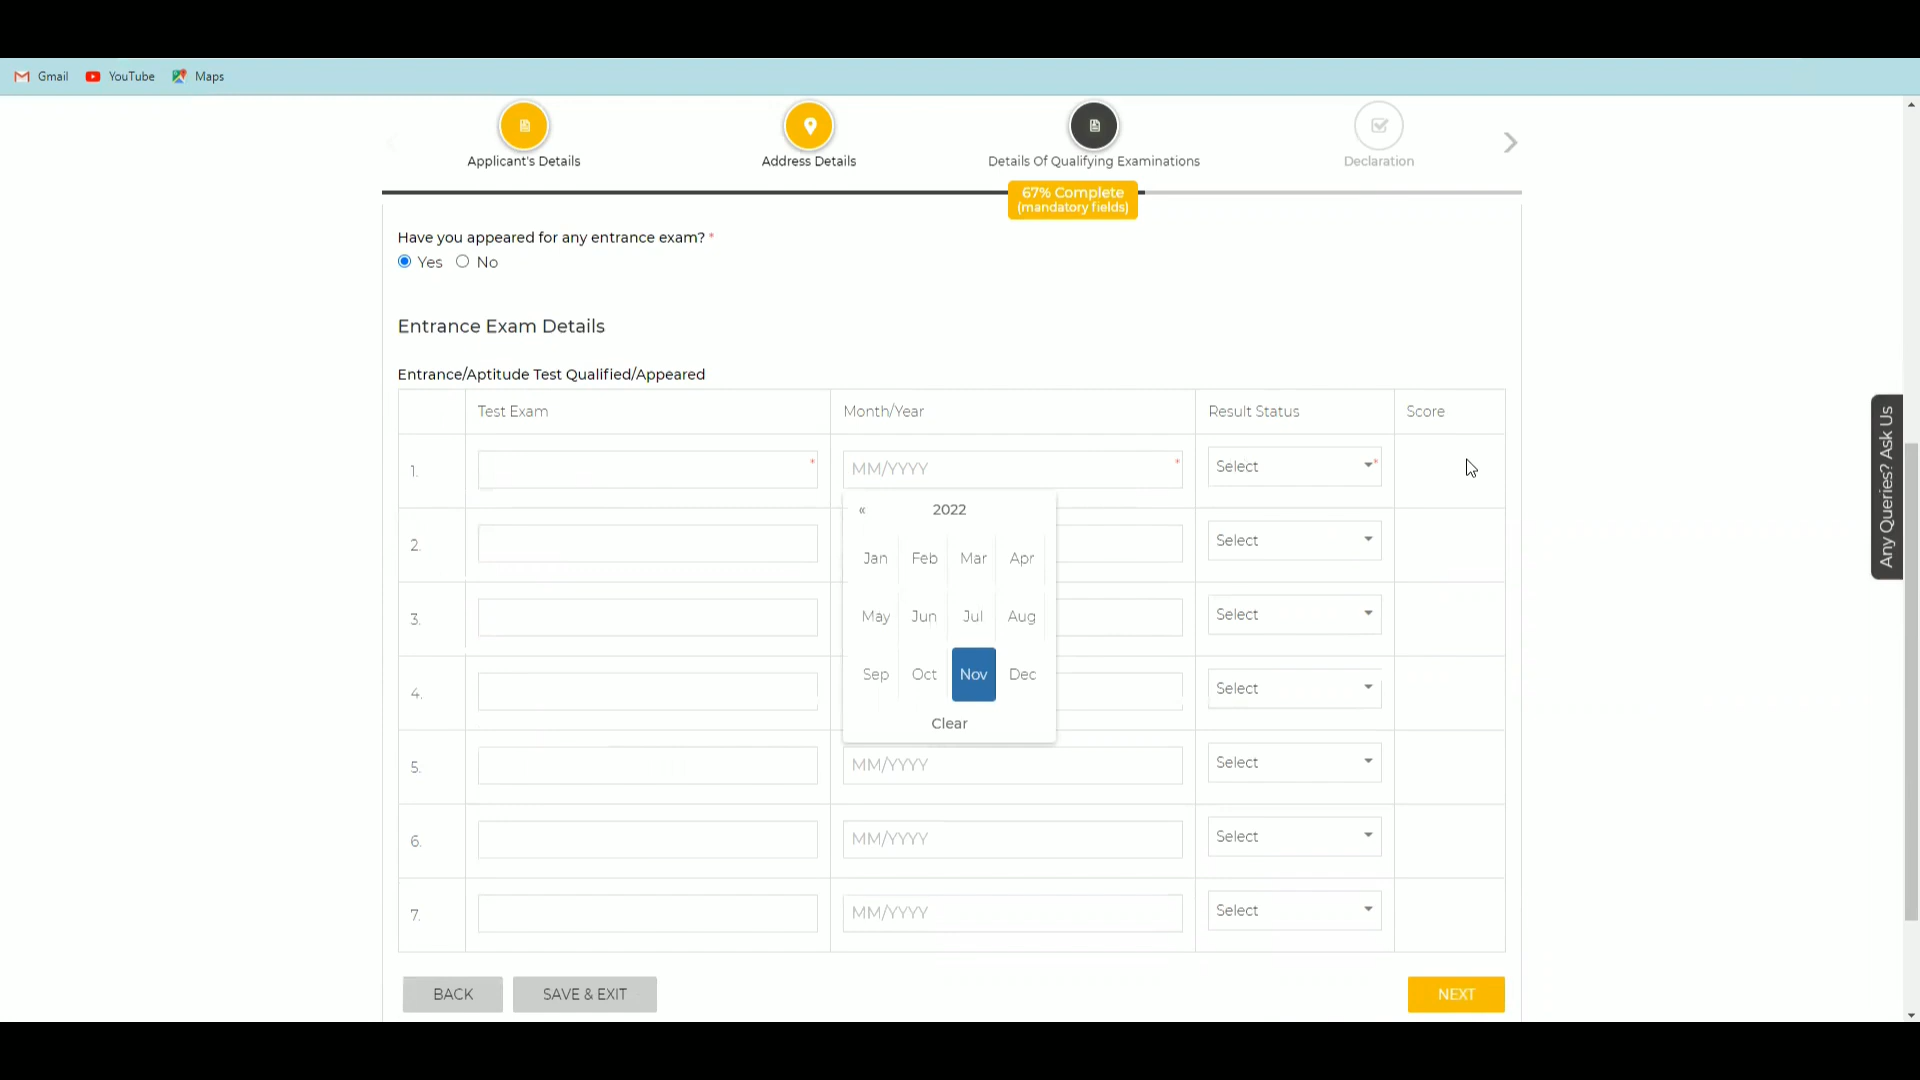 Gmail YouTube Maps
Applicant's Details Address Details Details Of Qualifying Examinations Declaration
67% Complete
(mandatory fields)
Have you appeared for any entrance exam? *
Yes No
Entrance Exam Details
Entrance/Aptitude Test Qualified/Appeared
Test Exam Month/Year Result Status Score
1. * MM/YYYY * Select *
« 2022
2. Select
Jan Feb Mar Apr
3. May Jun Jul Aug Select
4. Sep Oct Nov Dec Select
Clear
5. MM/YYYY Select
6. MM/YYYY Select
7. MM/YYYY Select
BACK SAVE & EXIT NEXT
Any Queries? Ask Us